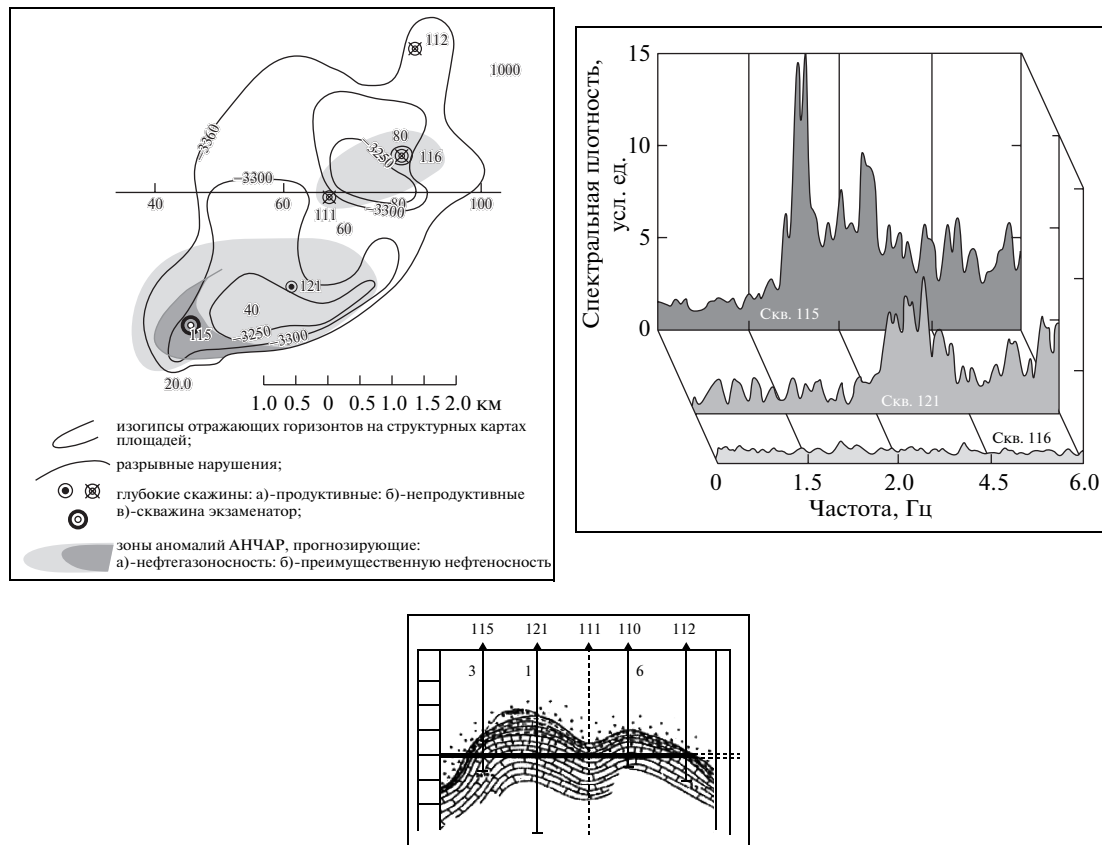 112
1000
–3360
80
–3250
116
–3300
80
40
60
100
111
–3300
60
121
40
115
–3250
–3300
20.0
1.0 0.5 0 0.5 1.0 1.5 2.0 км
изогипсы отражающих горизонтов на структурных картах
площадей;
разрывные нарушения;
глубокие скажины: а)-продуктивные: б)-непродуктивные
в)-скважина экзаменатор;
зоны аномалий АНЧАР, прогнозирующие:
а)-нефтегазоносность: б)-преимущественную нефтеносность
Спектральная плотность,
усл. ед.
15
10
5
0
Скв. 115
Скв. 121
Скв. 116
0 1.5 2.0 4.5 6.0
Частота, Гц
115 121 111 110 112
3 1 6